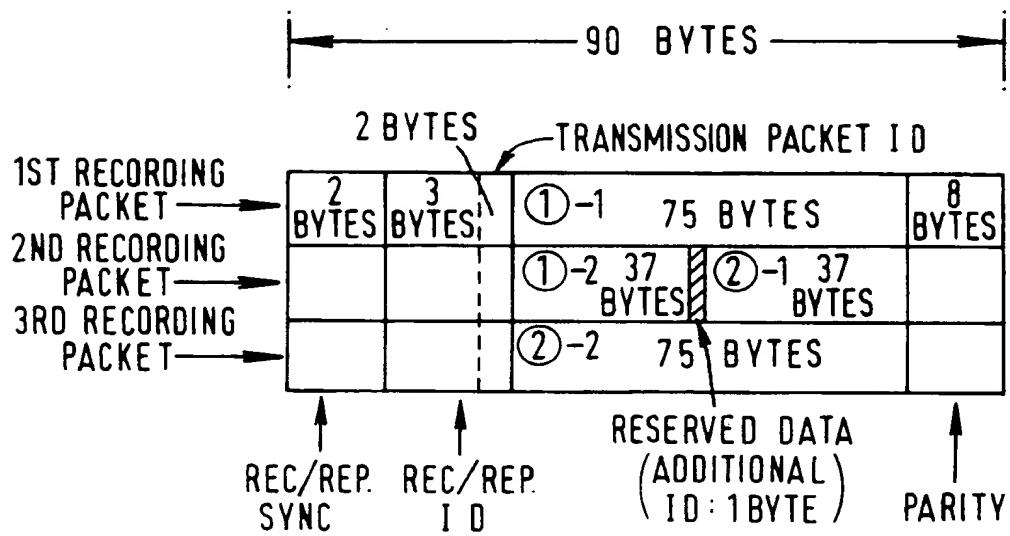 90 BYTES
2 BYTES
TRANSMISSION PACKET ID
1ST RECORDING
PACKET
2ND RECORDING
PACKET
3RD RECORDING
PACKET
2
BYTES
3
BYTES
①-1 75 BYTES
8
BYTES
①-2 37
BYTES
②-1 37
BYTES
②-2 75 BYTES
REC/REP.
SYNC
REC/REP.
ID
RESERVED DATA
(ADDITIONAL
ID: 1BYTE)
PARITY